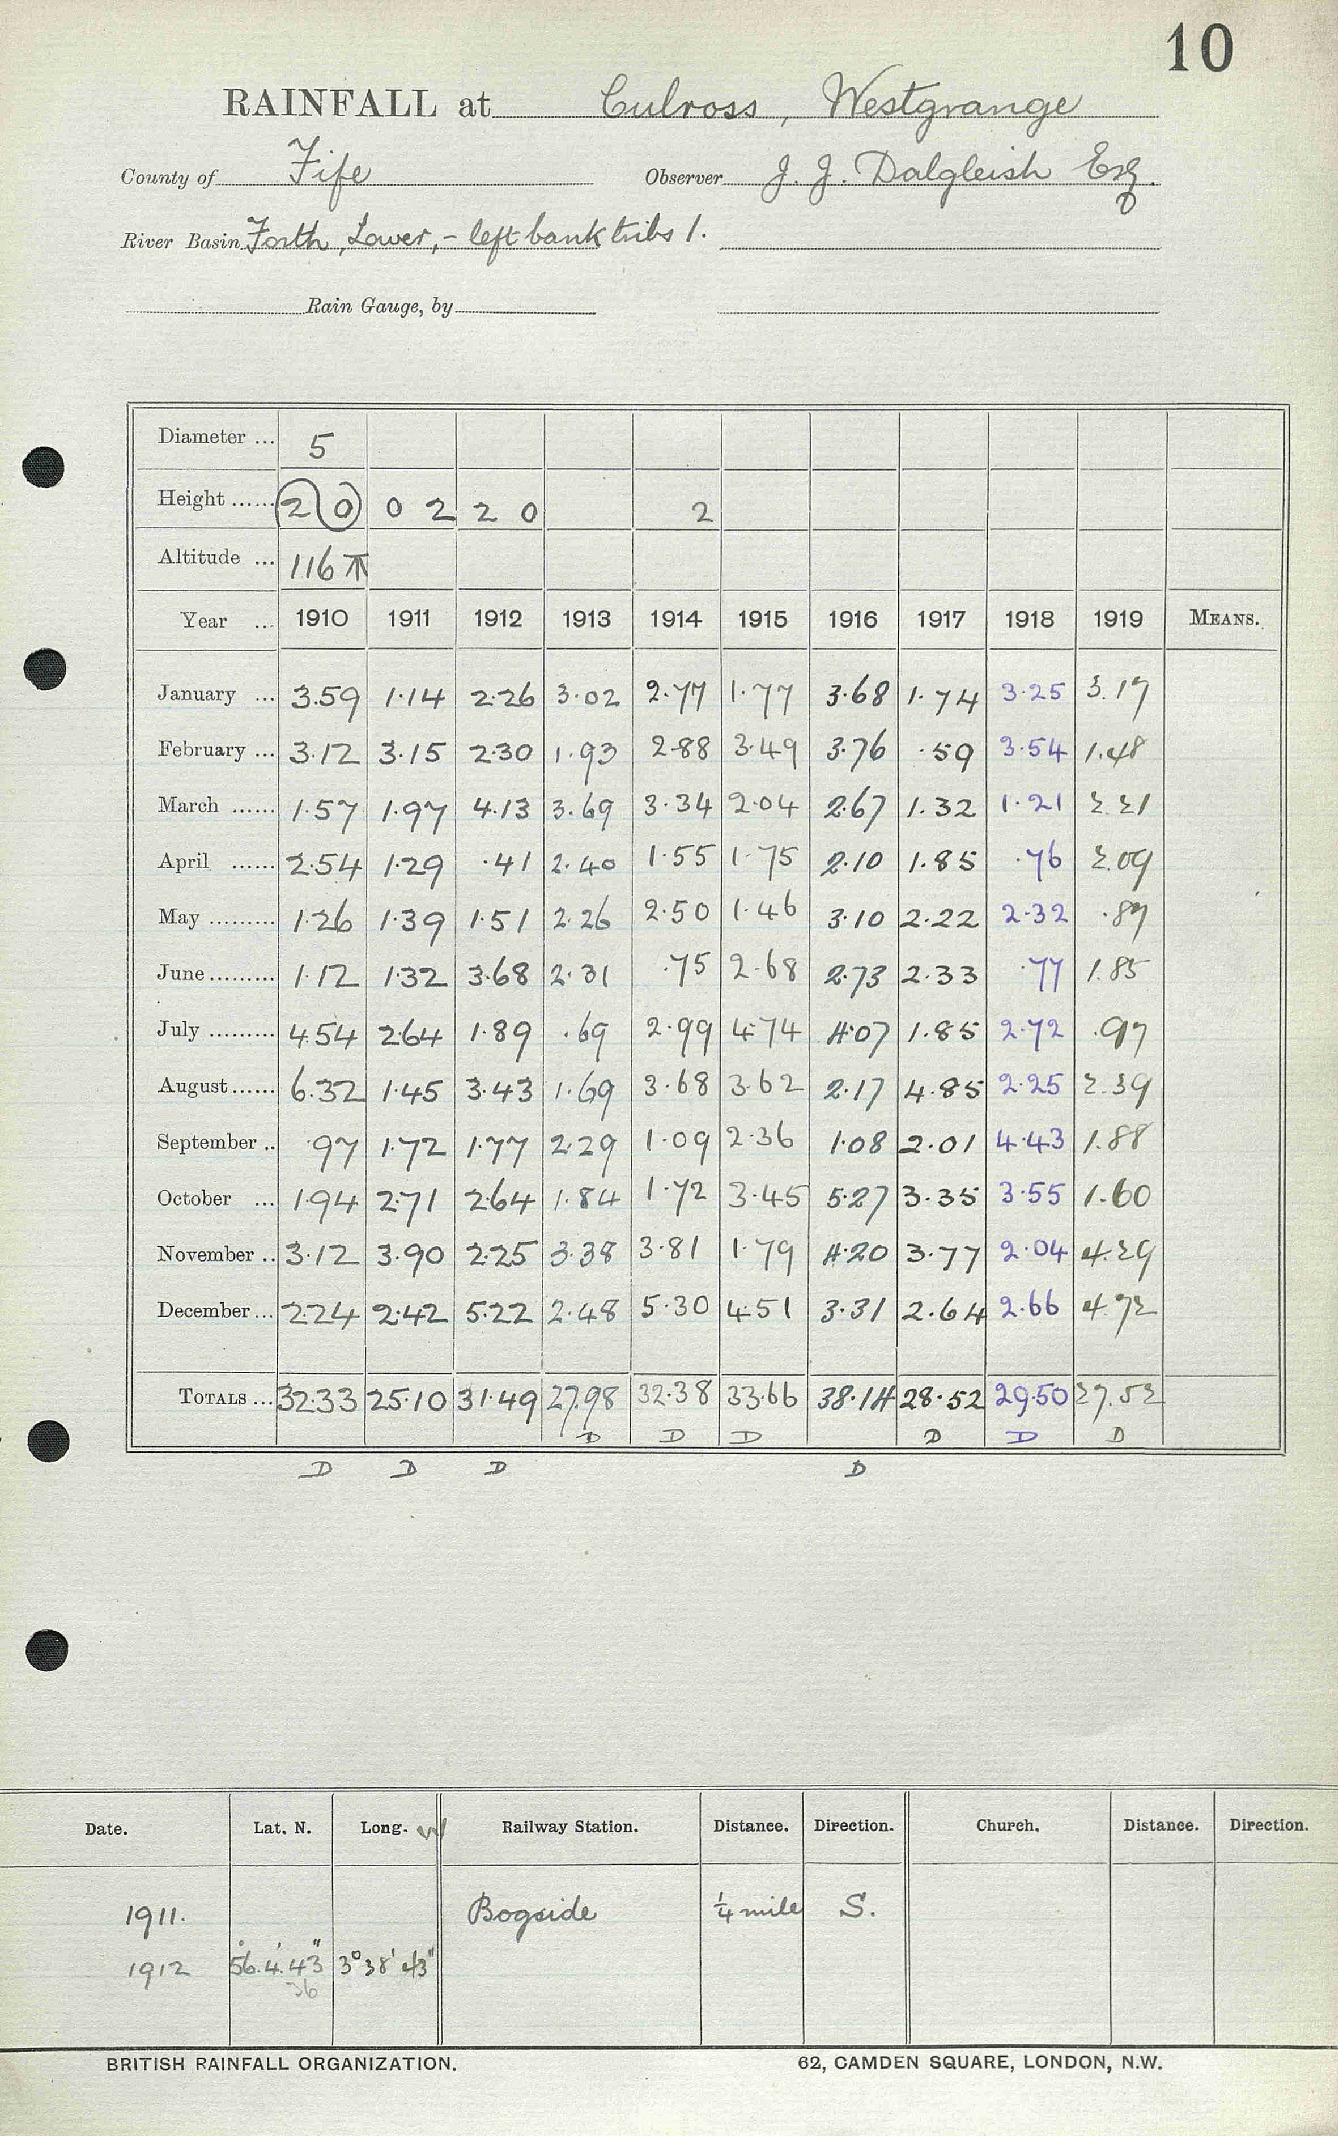 10
RAINFALL at Culross, Westgrange
County of Fife Observer J. J. Dalgleish Esq.
River Basin Forth, Lower, - left bank tribs 1.
Rain Gauge, by
Diameter ... 5
Height ...... 2 0 0 2 2 0 2
Altitude ... 116
Year ... 1910 1911 1912 1913 1914 1915 1916 1917 1918 1919 MEANS.
January ... 3.59 1.14 2.26 3.02 2.77 1.77 3.68 1.74 3.25 3.17
February ... 3.12 3.15 2.30 1.93 2.88 3.49 3.76 .59 3.54 1.48
March ...... 1.57 1.97 4.13 3.69 3.34 2.04 2.67 1.32 1.21 2.21
April ...... 2.54 1.29 .41 2.40 1.55 1.75 2.10 1.85 .76 2.09
May ......... 1.26 1.39 1.51 2.26 2.50 1.46 3.10 2.22 2.32 .87
June ......... 1.12 1.32 3.68 2.31 .75 2.68 2.73 2.33 .77 1.85
July ......... 4.54 2.64 1.89 .69 2.99 4.74 4.07 1.85 2.72 .97
August ...... 6.32 1.45 3.43 1.69 3.68 3.62 2.17 4.85 2.25 2.39
September .. .97 1.72 1.77 2.29 1.09 2.36 1.08 2.01 4.43 1.88
October ... 1.94 2.71 2.64 1.84 1.72 3.45 5.27 3.35 3.55 1.60
November .. 3.12 3.90 2.25 3.38 3.81 1.79 4.20 3.77 2.04 4.29
December ... 2.24 2.42 5.22 2.48 5.30 4.51 3.31 2.64 2.66 4.72
TOTALS ... 32.33 25.10 31.49 27.98 32.38 33.66 38.14 28.52 29.50 27.52
D D D D D D
D D D D
Date. Lat. N. Long. W Railway Station. Distance. Direction. Church. Distance. Direction.
1911. Bogside ¼ mile S.
1912 56° 4' 43" 3° 38' 43"
36
BRITISH RAINFALL ORGANIZATION. 62, CAMDEN SQUARE, LONDON, N.W.